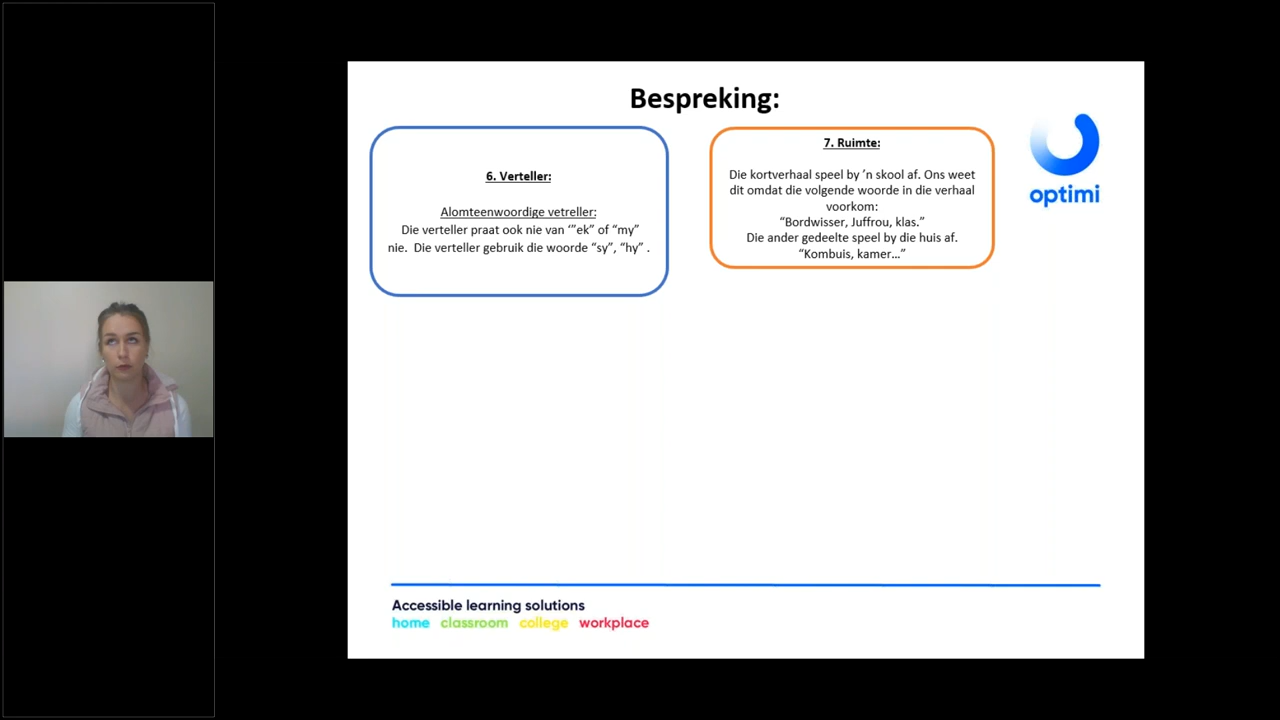 Bespreking:
6. Verteller:
Alomteenwoordige vetreller:
Die verteller praat ook nie van ‘”ek” of “my”
nie.  Die verteller gebruik die woorde “sy”, “hy” .
7. Ruimte:
Die kortverhaal speel by ’n skool af. Ons weet
dit omdat die volgende woorde in die verhaal
voorkom:
“Bordwisser, Juffrou, klas.”
Die ander gedeelte speel by die huis af.
“Kombuis, kamer…”
optimi
Accessible learning solutions
home classroom college workplace